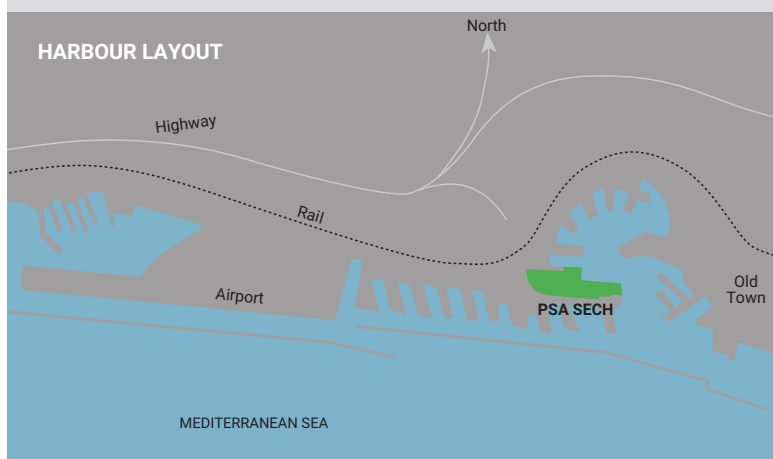 North
HARBOUR LAYOUT
Highway
Rail
Airport
Old
Town
PSA SECH
MEDITERRANEAN SEA